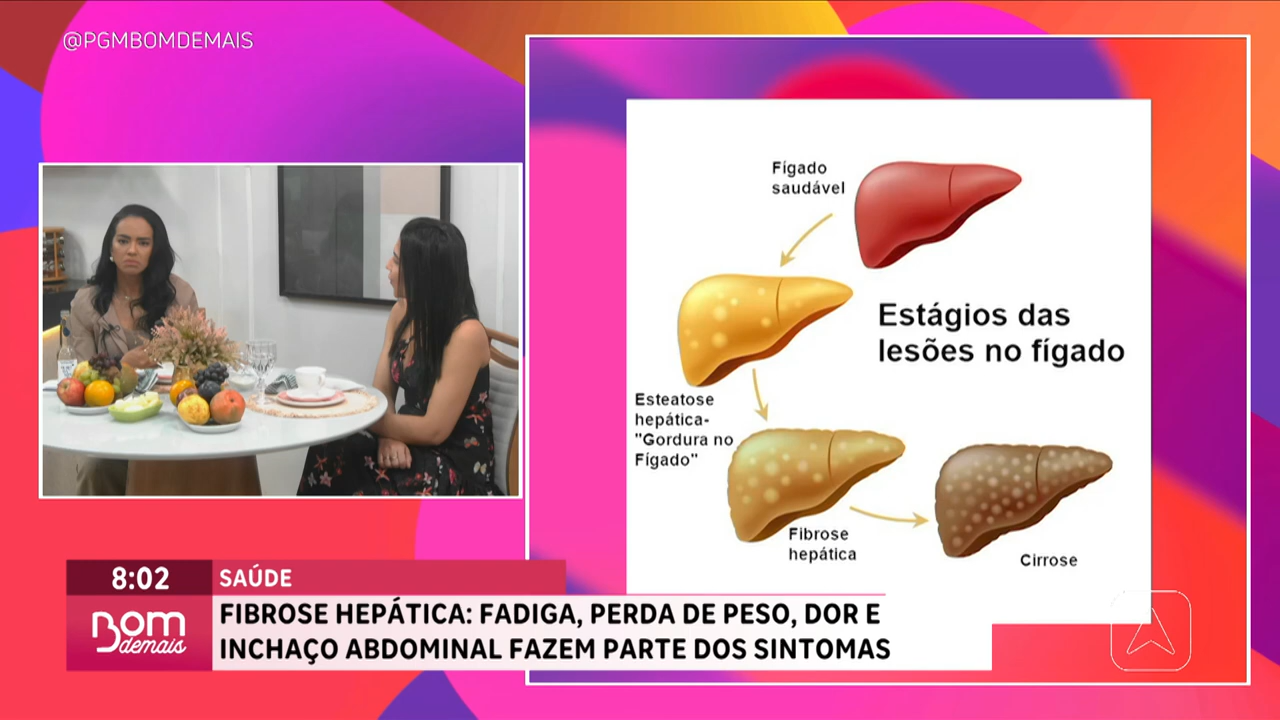 @PGMBOMDEMAIS
Fígado
saudável
Estágios das
lesões no fígado
Esteatose
hepática-
"Gordura no
Fígado"
Fibrose
hepática
Cirrose
8:02
SAÚDE
Bom
demais
FIBROSE HEPÁTICA: FADIGA, PERDA DE PESO, DOR E
INCHAÇO ABDOMINAL FAZEM PARTE DOS SINTOMAS